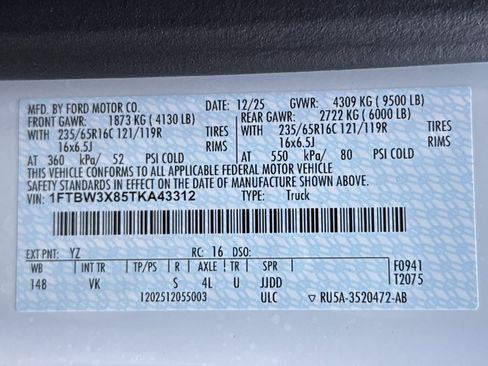 MFD. BY FORD MOTOR CO. DATE: 12/25 GVWR: 4309 KG ( 9500 LB)
FRONT GAWR: 1873 KG ( 4130 LB) REAR GAWR: 2722 KG ( 6000 LB)
WITH 235/65R16C 121/119R TIRES WITH 235/65R16C 121/119R TIRES
16x6.5J RIMS 16x6.5J RIMS
AT 360 kPa/ 52 PSI COLD AT 550 kPa/ 80 PSI COLD
THIS VEHICLE CONFORMS TO ALL APPLICABLE FEDERAL MOTOR VEHICLE
SAFETY STANDARDS IN EFFECT ON THE DATE OF MANUFACTURE SHOWN ABOVE
VIN: 1FTBW3X85TKA43312 TYPE: Truck
EXT PNT: YZ RC: 16 DSO:
WB INT TR TP/PS R AXLE TR SPR F0941
148 VK S 4L U JJDD T2075
1202512055003 ULC ▽ RU5A-3520472-AB